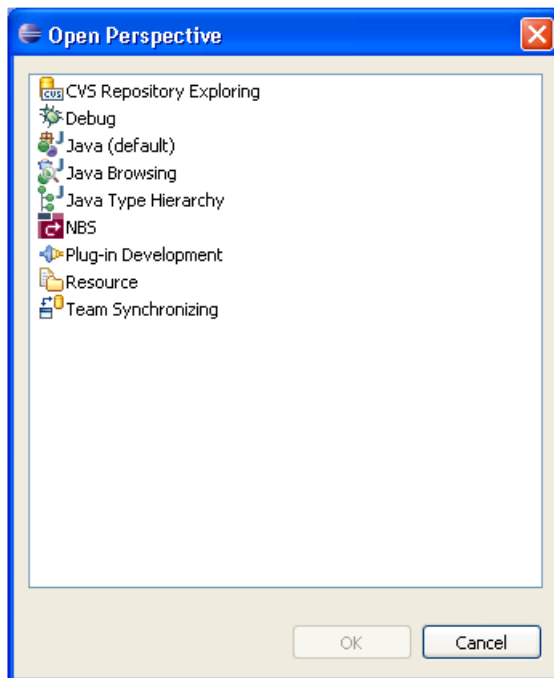 Open Perspective
CVS CVS Repository Exploring
Debug
Java (default)
Java Browsing
Java Type Hierarchy
NBS
Plug-in Development
Resource
Team Synchronizing
OK
Cancel